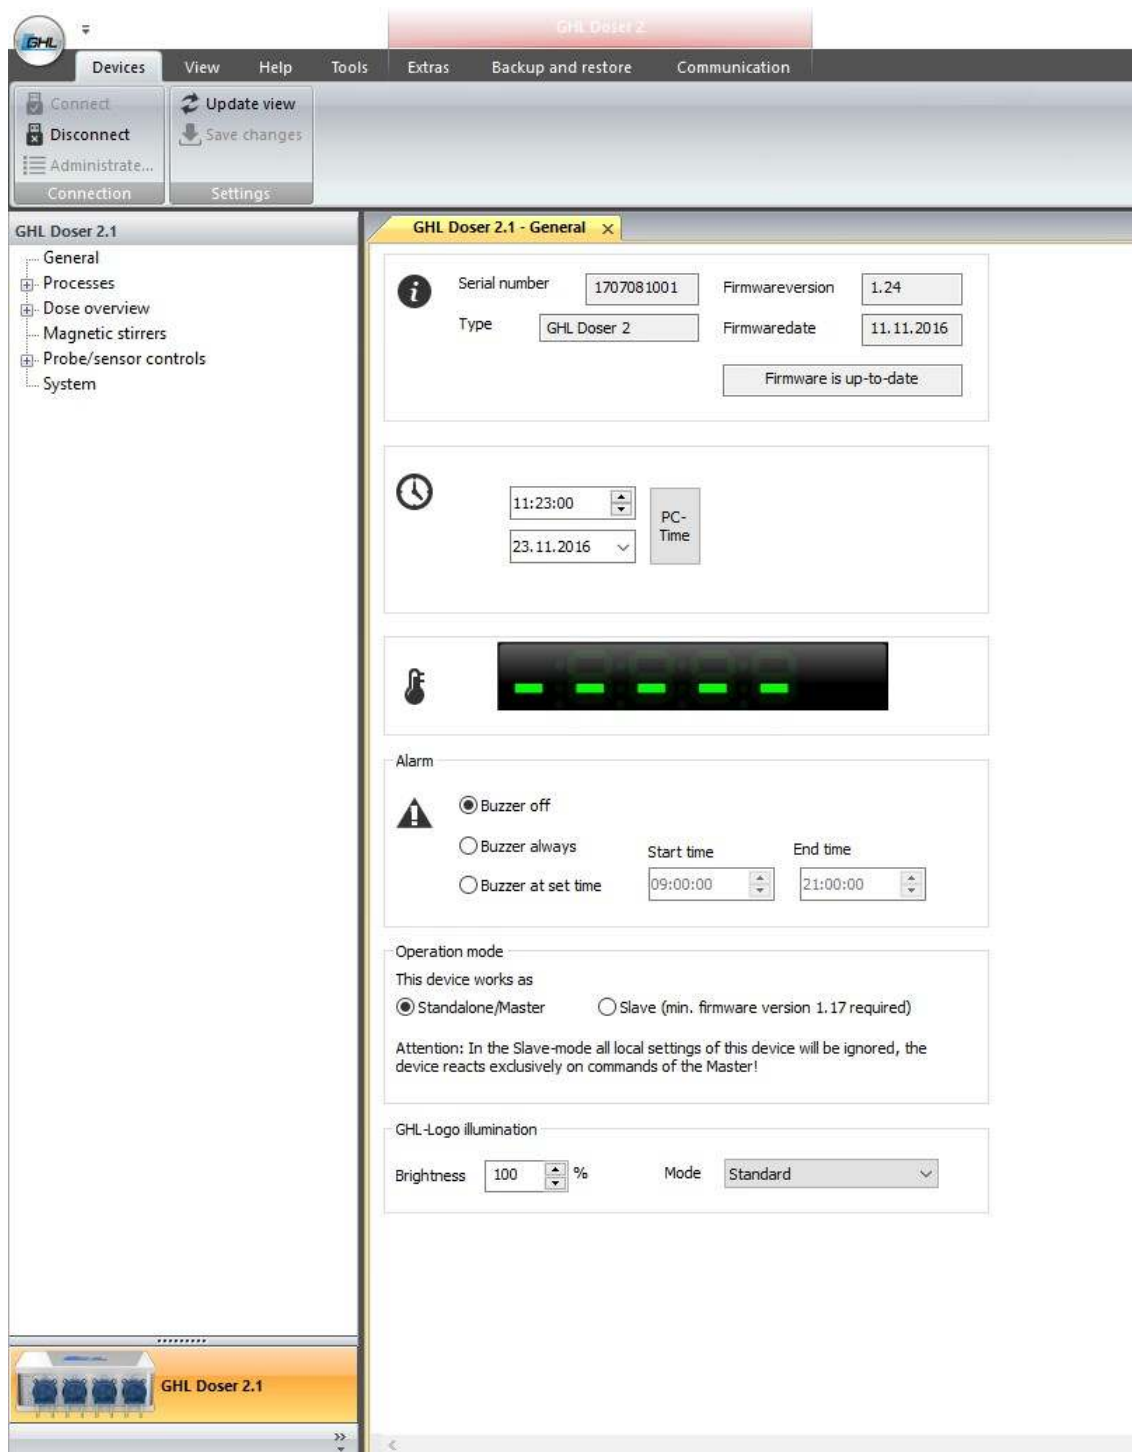 GHL Doser 2
GHL
Devices View Help Tools Extras Backup and restore Communication
Connect
Disconnect
Administrate...
Connection
Update view
Save changes
Settings
GHL Doser 2.1
General
Processes
Dose overview
Magnetic stirrers
Probe/sensor controls
System
GHL Doser 2.1 - General x
Serial number 1707081001 Firmwareversion 1.24
Type GHL Doser 2 Firmwaredate 11.11.2016
Firmware is up-to-date
11:23:00
23.11.2016
PC-
Time
- - - - -
Alarm
Buzzer off
Buzzer always
Buzzer at set time
Start time End time
09:00:00 21:00:00
Operation mode
This device works as
Standalone/Master Slave (min. firmware version 1.17 required)
Attention: In the Slave-mode all local settings of this device will be ignored, the
device reacts exclusively on commands of the Master!
GHL-Logo illumination
Brightness 100 % Mode Standard
GHL Doser 2.1